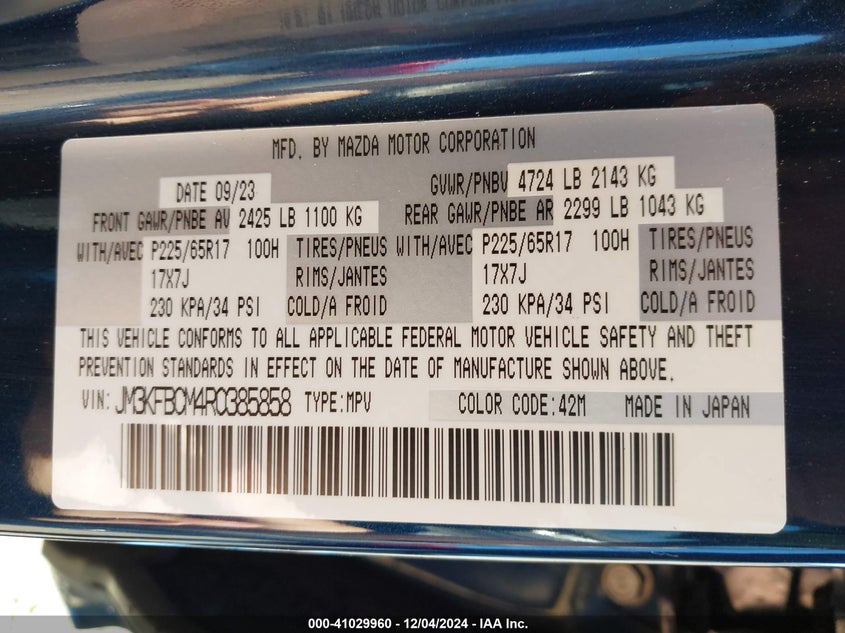 MFD. BY MAZDA MOTOR CORPORATION
DATE 09/23 GVWR/PNBV 4724 LB 2143 KG
FRONT GAWR/PNBE AV 2425 LB 1100 KG REAR GAWR/PNBE AR 2299 LB 1043 KG
WITH/AVEC P225/65R17 100H TIRES/PNEUS WITH/AVEC P225/65R17 100H TIRES/PNEUS
17X7J RIMS/JANTES 17X7J RIMS/JANTES
230 KPA/34 PSI COLD/A FROID 230 KPA/34 PSI COLD/A FROID
THIS VEHICLE CONFORMS TO ALL APPLICABLE FEDERAL MOTOR VEHICLE SAFETY AND THEFT
PREVENTION STANDARDS IN EFFECT ON THE DATE OF MANUFACTURE SHOWN ABOVE.
VIN: JM3KFBCM4R0385858 TYPE:MPV COLOR CODE:42M MADE IN JAPAN
000-41029960 - 12/04/2024 - IAA Inc.